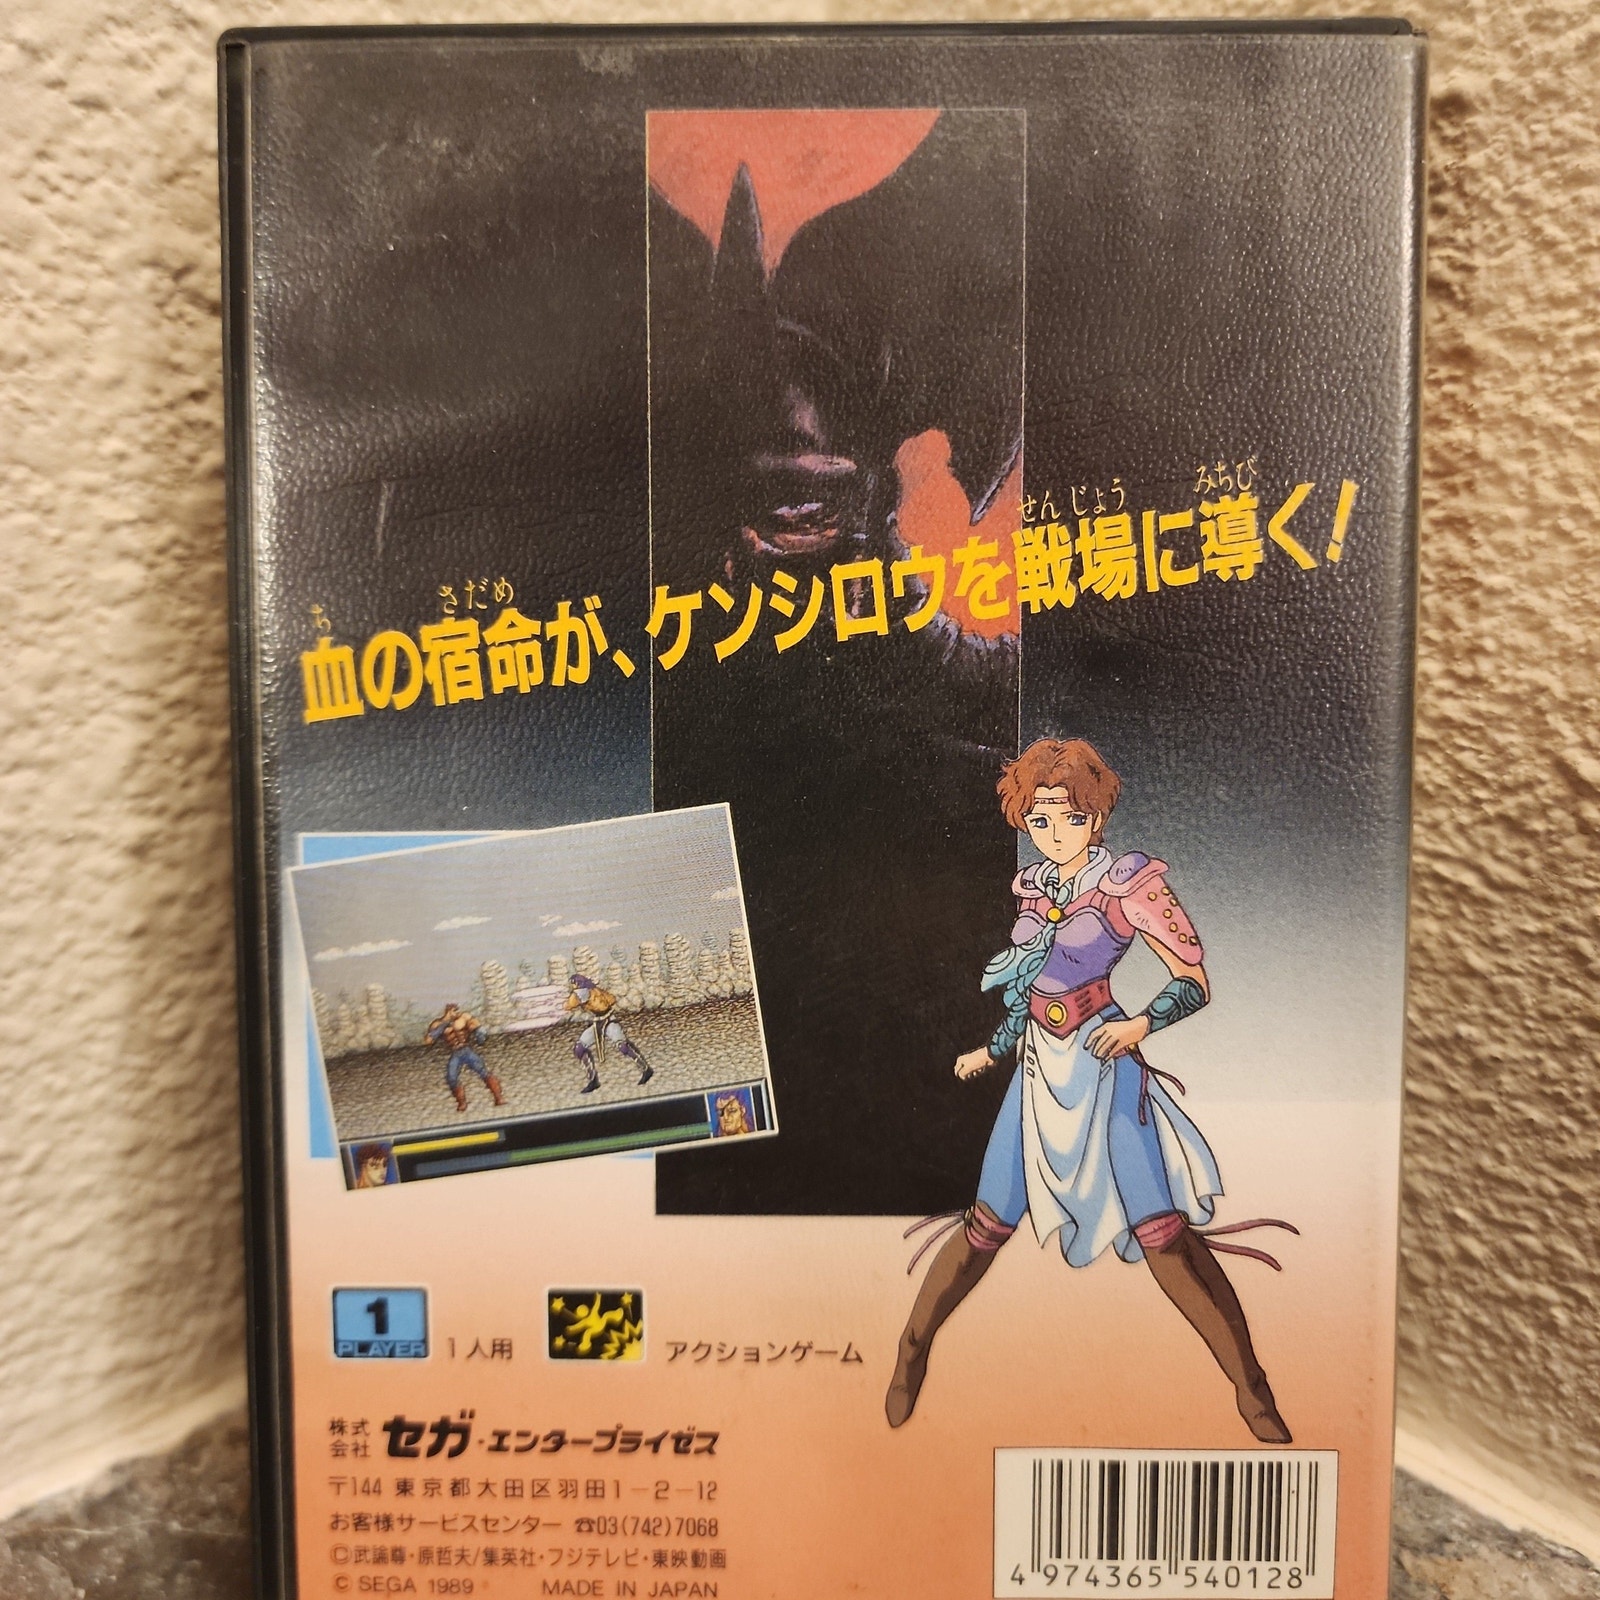 血の宿命が、ケンシロウを戦場に導く!
ち さだめ せんじょう みちび
1
PLAYER
1人用
アクションゲーム
株式会社 セガ・エンタープライゼス
〒144 東京都大田区羽田1-2-12
お客様サービスセンター ☎03(742)7068
©武論尊・原哲夫/集英社・フジテレビ・東映動画
© SEGA 1989 MADE IN JAPAN
4 974365 540128